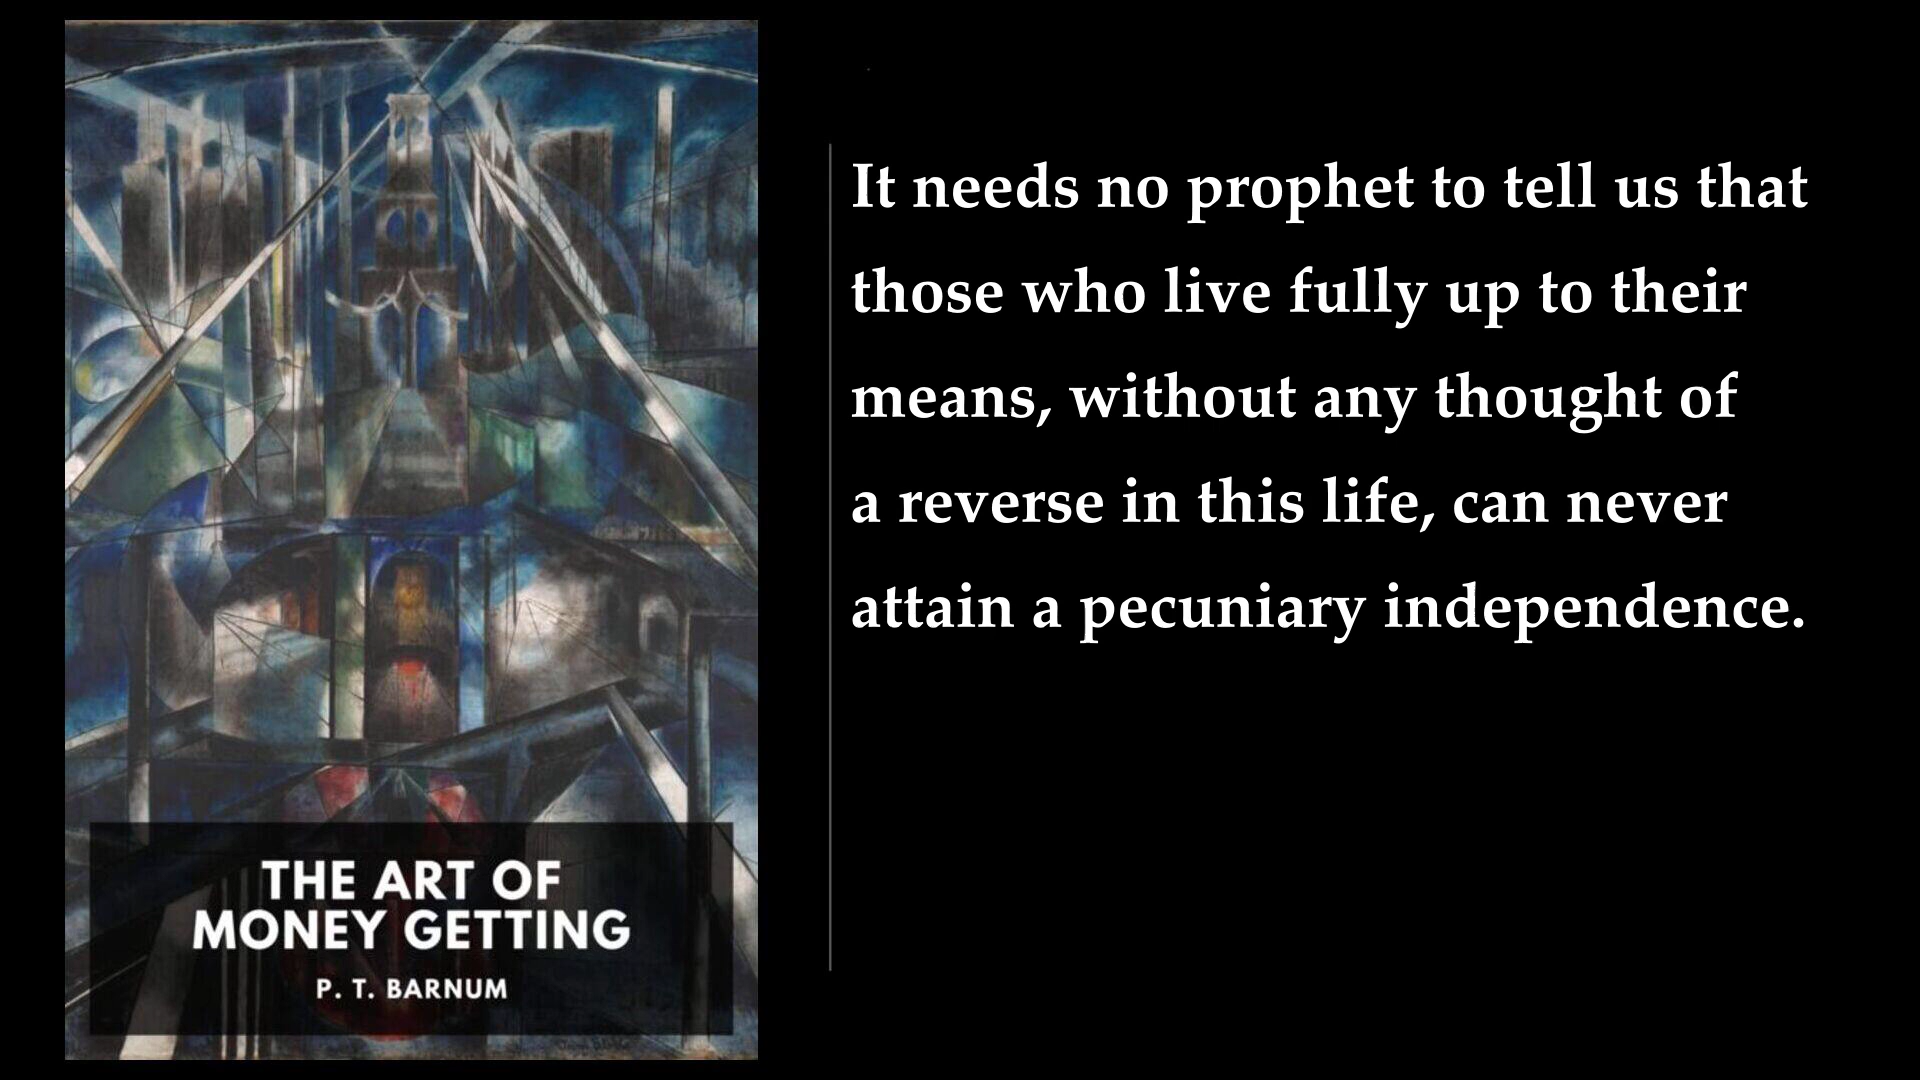 It needs no prophet to tell us that
those who live fully up to their
means, without any thought of
a reverse in this life, can never
attain a pecuniary independence.
THE ART OF
MONEY GETTING
P. T. BARNUM